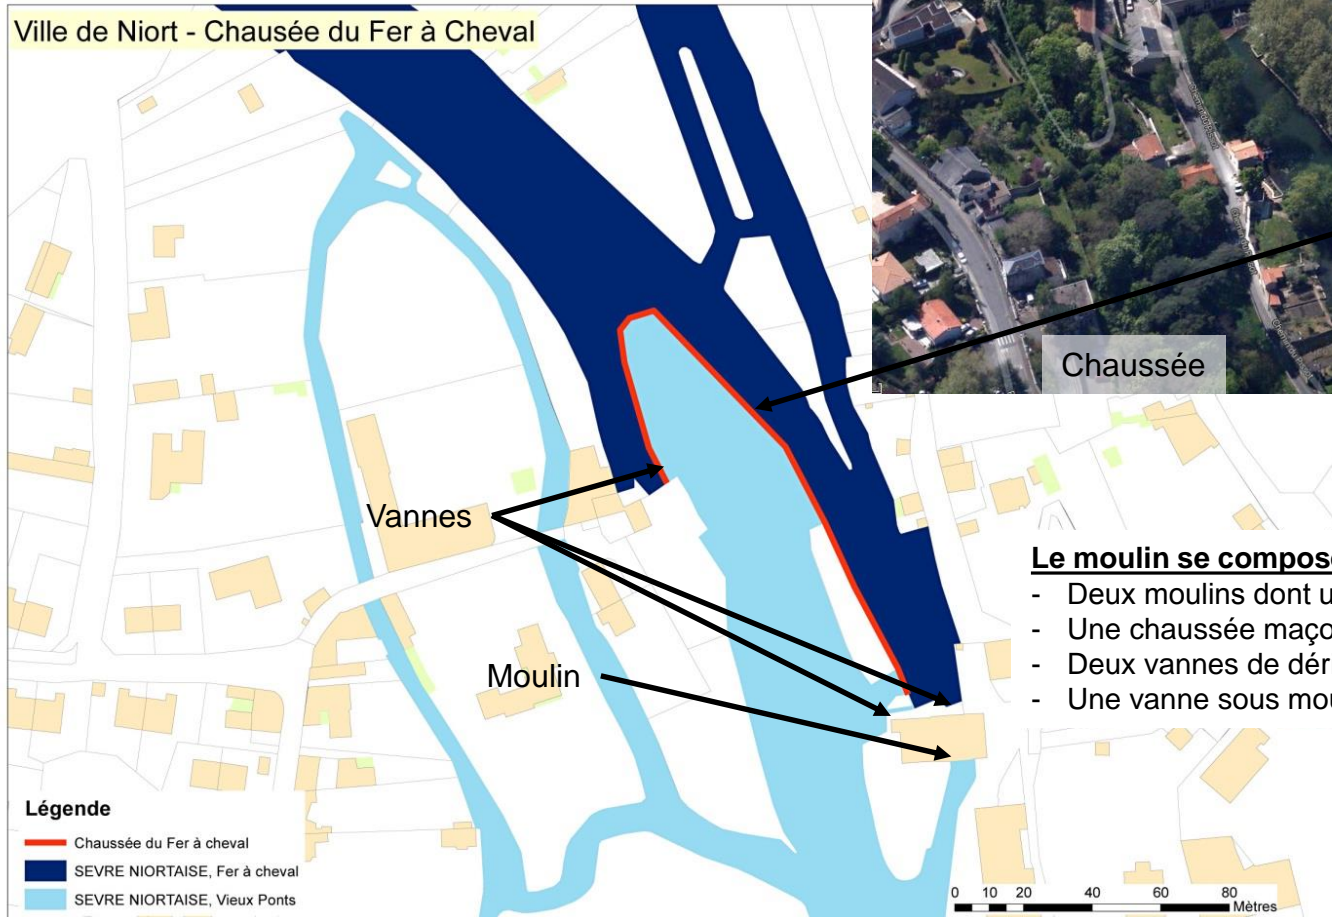 Ville de Niort - Chausée du Fer à Cheval
Chaussée
Vannes
Moulin
Le moulin se compose
- Deux moulins dont u
- Une chaussée maço
- Deux vannes de dér
- Une vanne sous mou
Légende
Chaussée du Fer à cheval
SEVRE NIORTAISE, Fer à cheval
SEVRE NIORTAISE, Vieux Ponts
0 10 20 40 60 80
Mètres